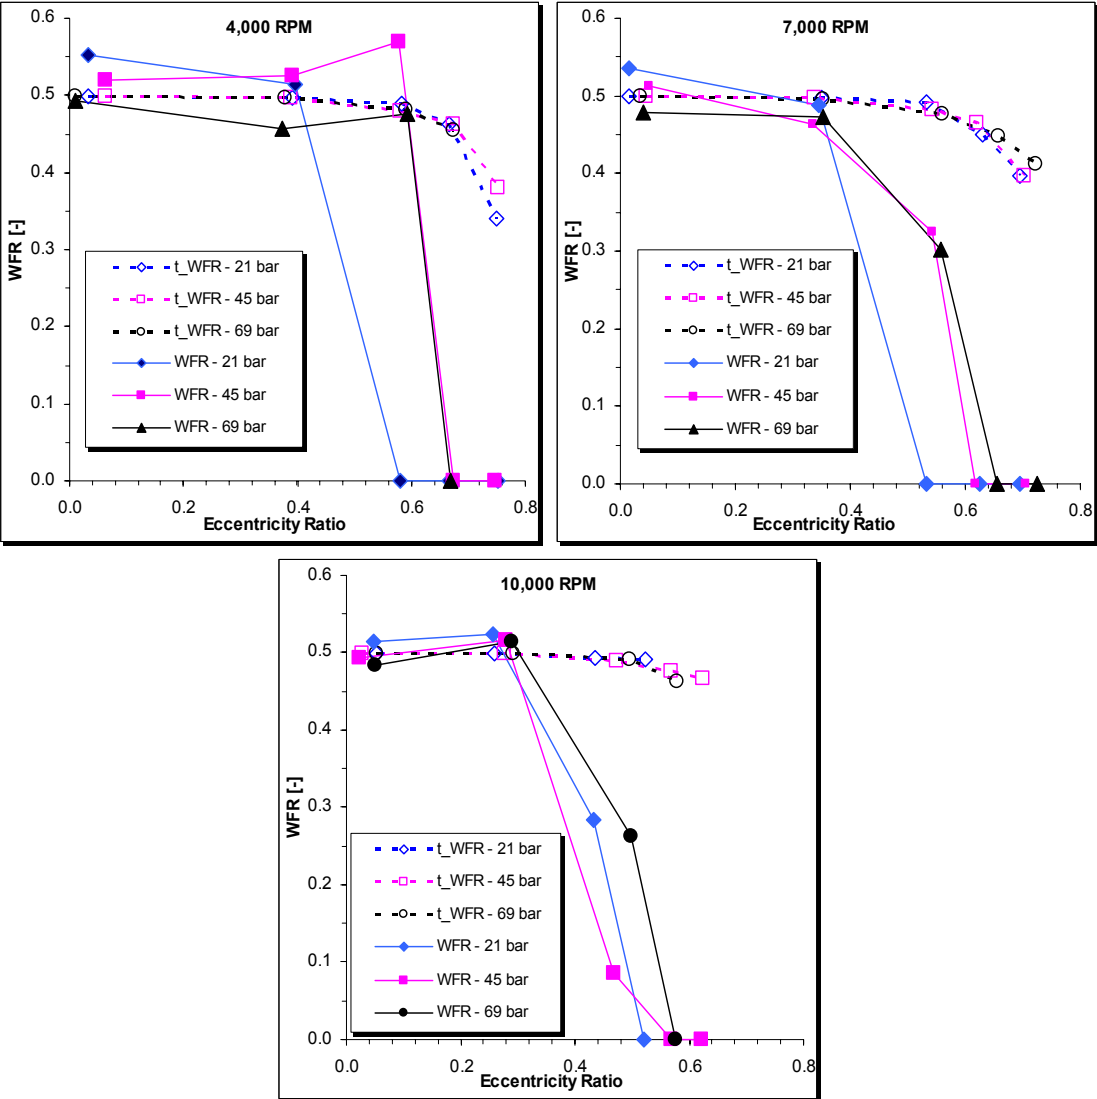 4,000 RPM
0.6
0.5
0.4
0.3
0.2
0.1
0.0
WFR [-]
t_WFR - 21 bar
t_WFR - 45 bar
t_WFR - 69 bar
WFR - 21 bar
WFR - 45 bar
WFR - 69 bar
0.0 0.2 0.4 0.6 0.8
Eccentricity Ratio
7,000 RPM
0.6
0.5
0.4
0.3
0.2
0.1
0.0
WFR [-]
t_WFR - 21 bar
t_WFR - 45 bar
t_WFR - 69 bar
WFR - 21 bar
WFR - 45 bar
WFR - 69 bar
0.0 0.2 0.4 0.6 0.8
Eccentricity Ratio
10,000 RPM
0.6
0.5
0.4
0.3
0.2
0.1
0.0
WFR [-]
t_WFR - 21 bar
t_WFR - 45 bar
t_WFR - 69 bar
WFR - 21 bar
WFR - 45 bar
WFR - 69 bar
0.0 0.2 0.4 0.6 0.8
Eccentricity Ratio